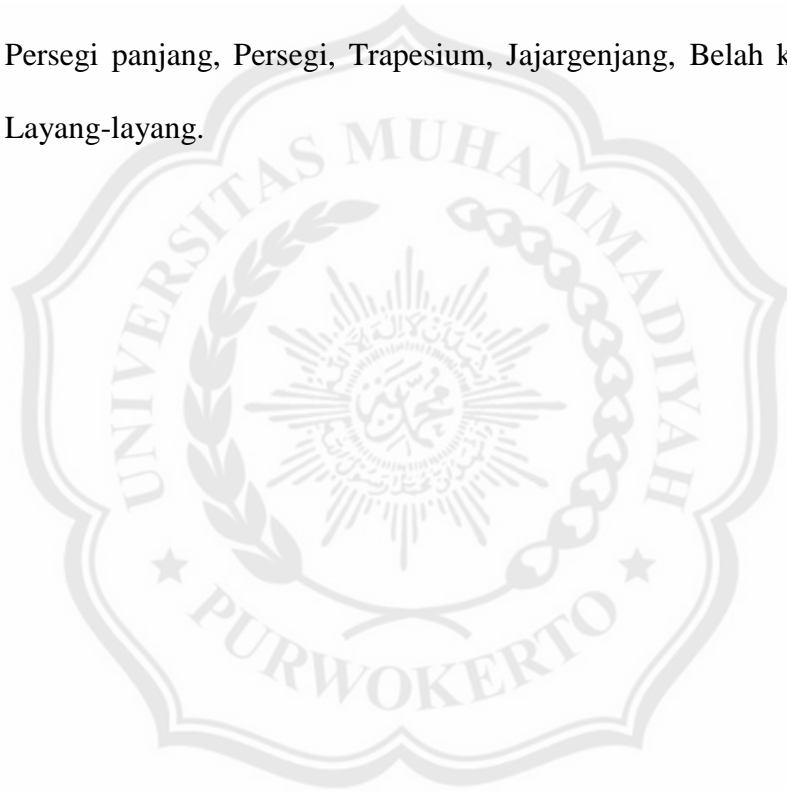 Persegi panjang, Persegi, Trapesium, Jajargenjang, Belah k
Layang-layang.
UNIVERSITAS MUHAMMADIYAH
PURWOKERTO